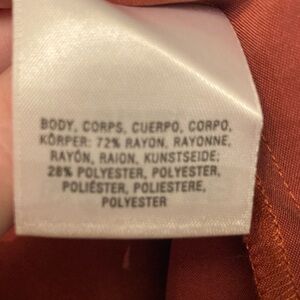 BODY, CORPS, CUERPO, CORPO,
KÖRPER: 72% RAYON, RAYONNE,
RAYÓN, RAION, KUNSTSEIDE;
28% POLYESTER, POLYESTER,
POLIÉSTER, POLIESTERE,
POLYESTER